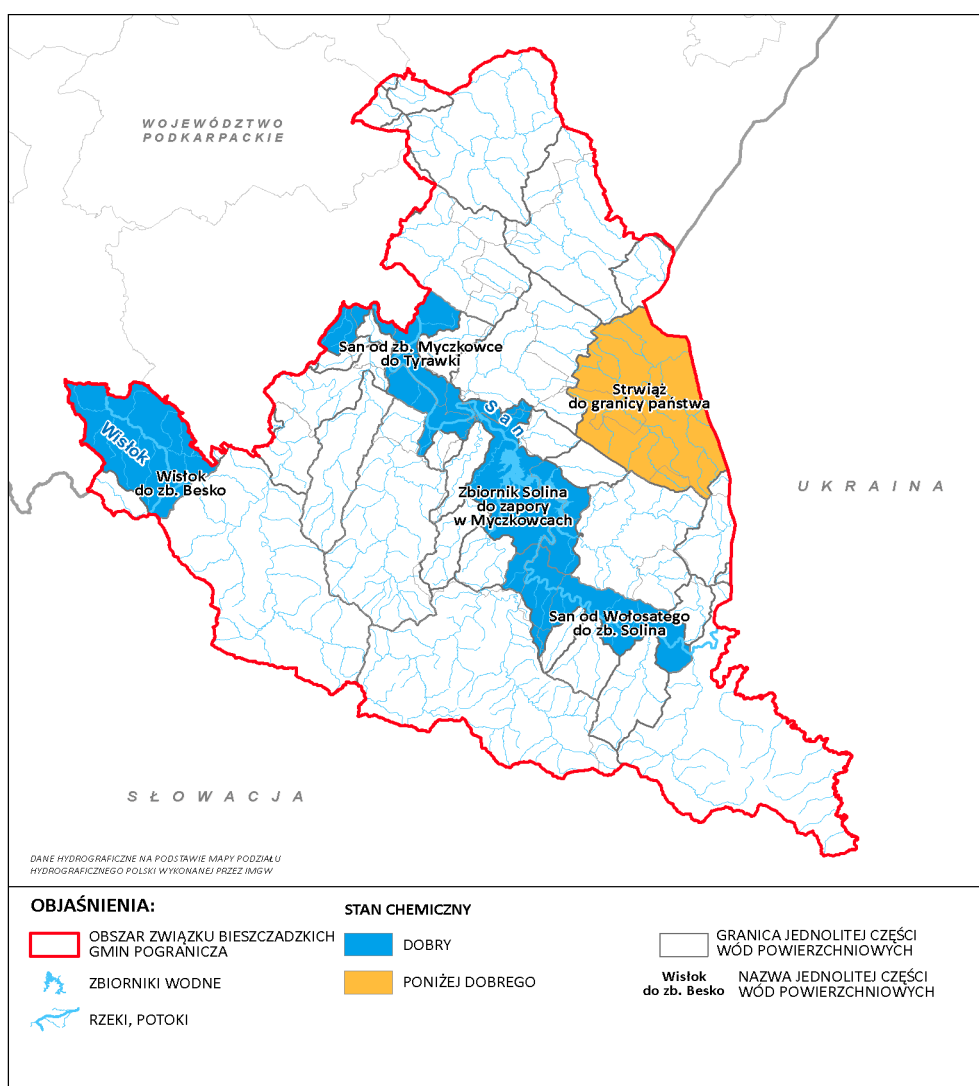 WOJEWÓDZTWO
PODKARPACKIE
San od zb. Myczkowce
do Tyrawki
San
Strwiąż
do granicy państwa
Wisłok
Wisłok
do zb. Besko
Zbiornik Solina
do zapory
w Myczkowcach
UKRAINA
San od Wołosatego
do zb. Solina
SŁOWACJA
DANE HYDROGRAFICZNE NA PODSTAWIE MAPY PODZIAŁU
HYDROGRAFICZNEGO POLSKI WYKONANEJ PRZEZ IMGW
OBJAŚNIENIA:
OBSZAR ZWIĄZKU BIESZCZADZKICH
GMIN POGRANICZA
ZBIORNIKI WODNE
RZEKI, POTOKI
STAN CHEMICZNY
DOBRY
PONIŻEJ DOBREGO
GRANICA JEDNOLITEJ CZĘŚCI
WÓD POWIERZCHNIOWYCH
Wisłok
do zb. Besko
NAZWA JEDNOLITEJ CZĘŚCI
WÓD POWIERZCHNIOWYCH